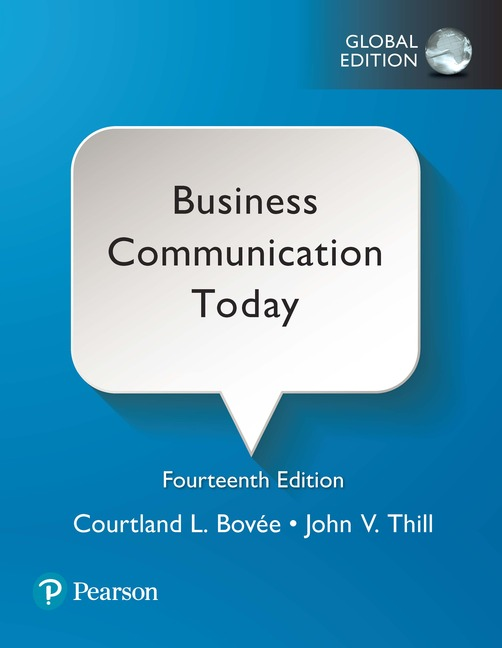 GLOBAL
EDITION
Business
Communication
Today
Fourteenth Edition
Courtland L. Bovée • John V. Thill
Pearson